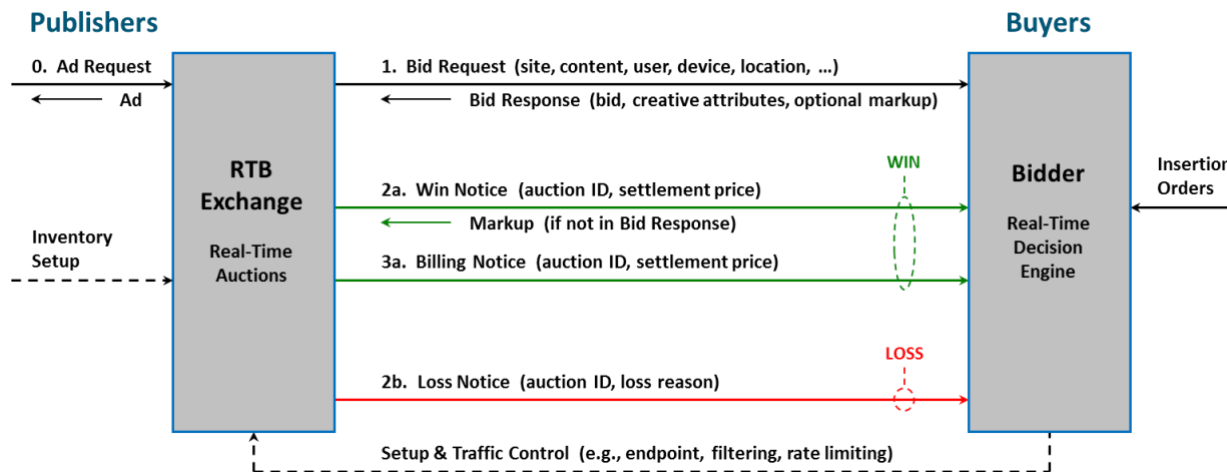 Publishers
Buyers
0. Ad Request
Ad
1. Bid Request (site, content, user, device, location, ...)
Bid Response (bid, creative attributes, optional markup)
RTB
Exchange
Real-Time
Auctions
WIN
2a. Win Notice (auction ID, settlement price)
Markup (if not in Bid Response)
3a. Billing Notice (auction ID, settlement price)
Bidder
Real-Time
Decision
Engine
Insertion
Orders
Inventory
Setup
LOSS
2b. Loss Notice (auction ID, loss reason)
Setup & Traffic Control (e.g., endpoint, filtering, rate limiting)